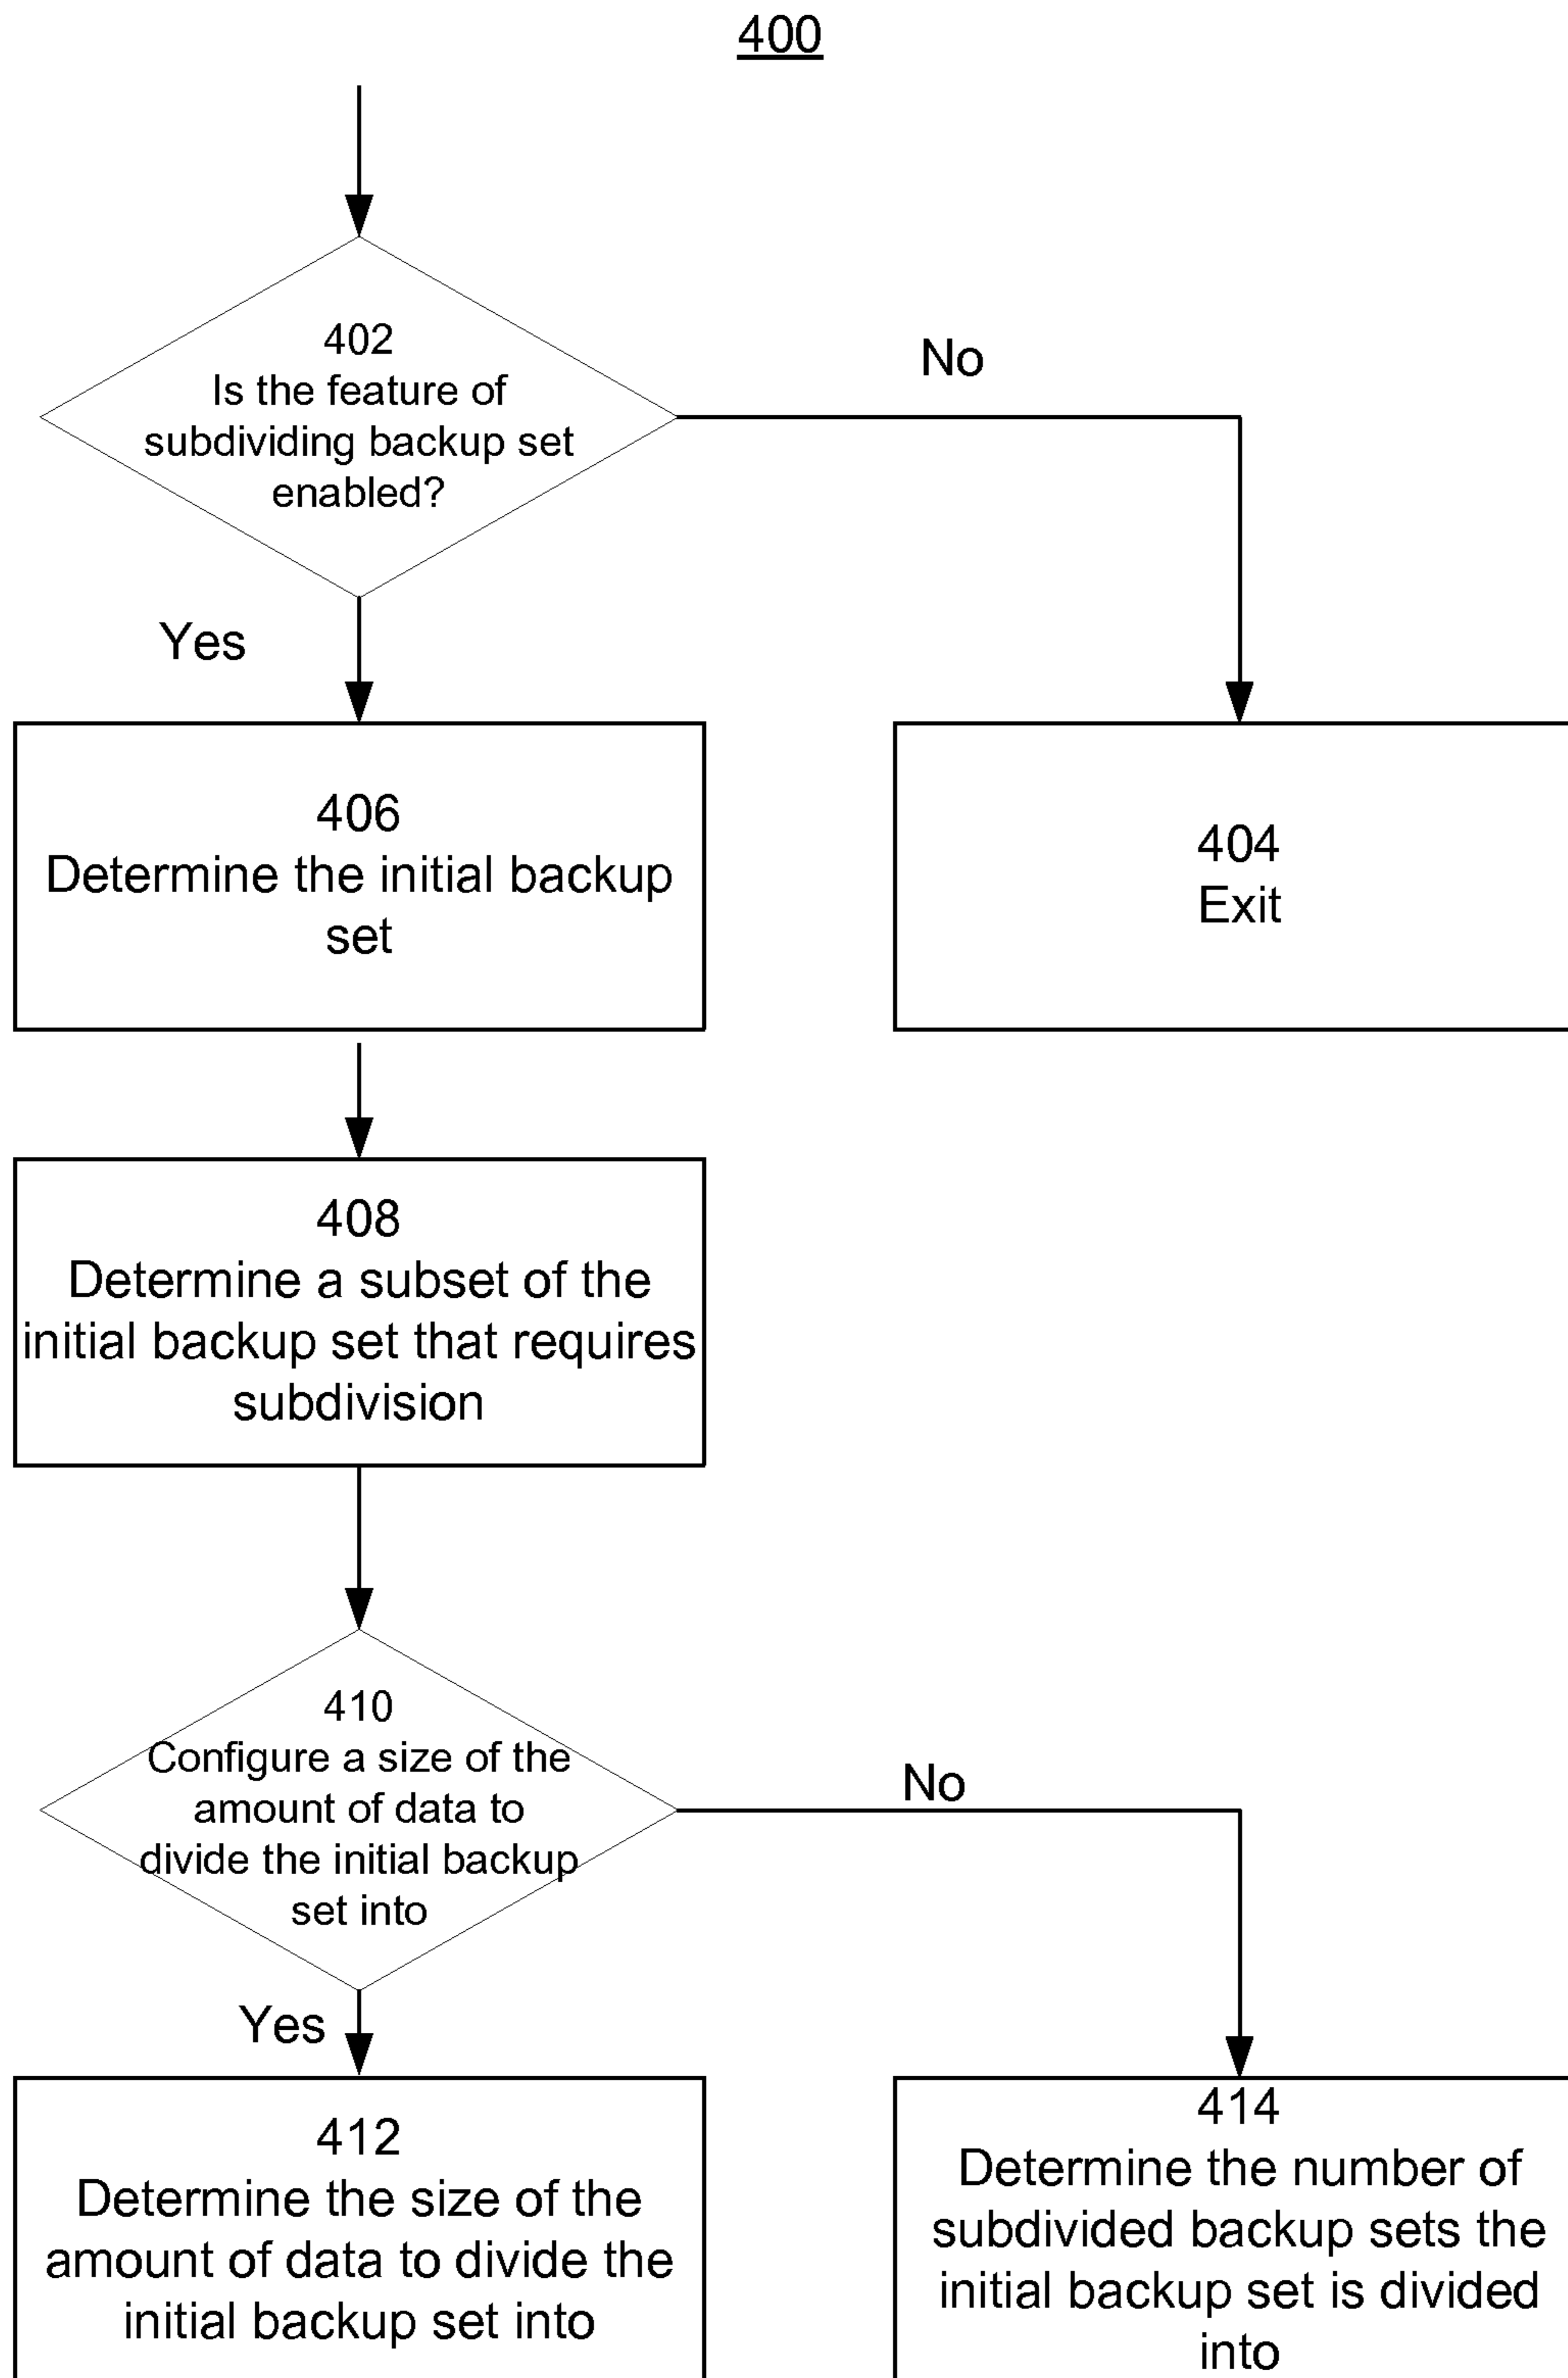 400
402
Is the feature of
subdividing backup set
enabled?
No
Yes
406
Determine the initial backup
set
404
Exit
408
Determine a subset of the
initial backup set that requires
subdivision
410
Configure a size of the
amount of data to
divide the initial backup
set into
No
Yes
412
Determine the size of the
amount of data to divide the
initial backup set into
414
Determine the number of
subdivided backup sets the
initial backup set is divided
into